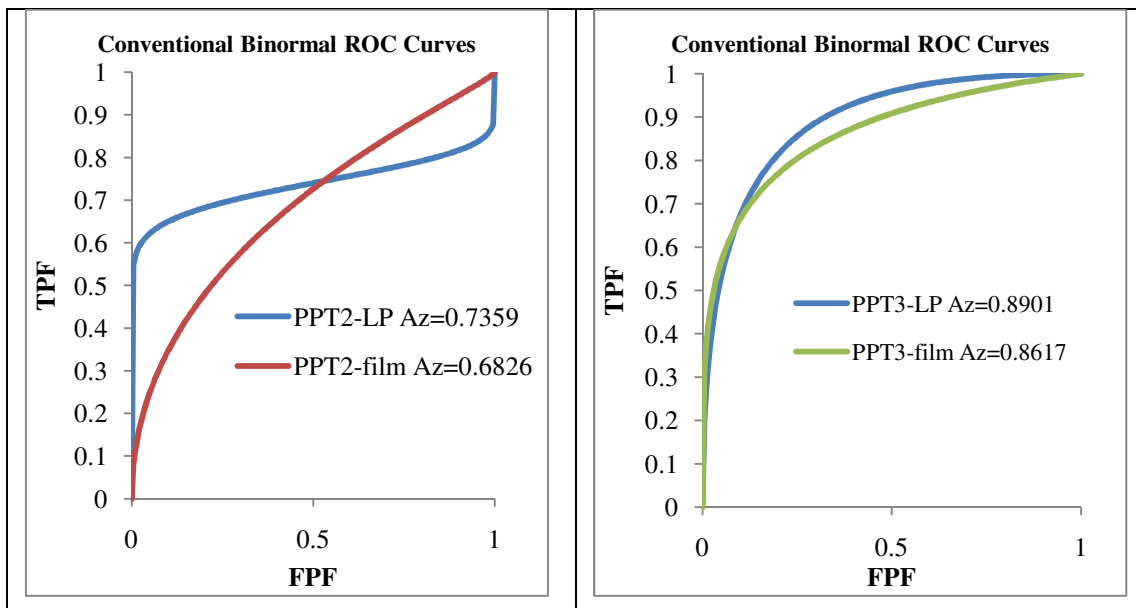 Conventional Binormal ROC Curves
1
0.9
0.8
0.7
0.6
0.5
0.4
0.3
0.2
0.1
0
TPF
PPT2-LP Az=0.7359
PPT2-film Az=0.6826
0
0.5
1
FPF
Conventional Binormal ROC Curves
1
0.9
0.8
0.7
0.6
0.5
0.4
0.3
0.2
0.1
0
TPF
PPT3-LP Az=0.8901
PPT3-film Az=0.8617
0
0.5
1
FPF